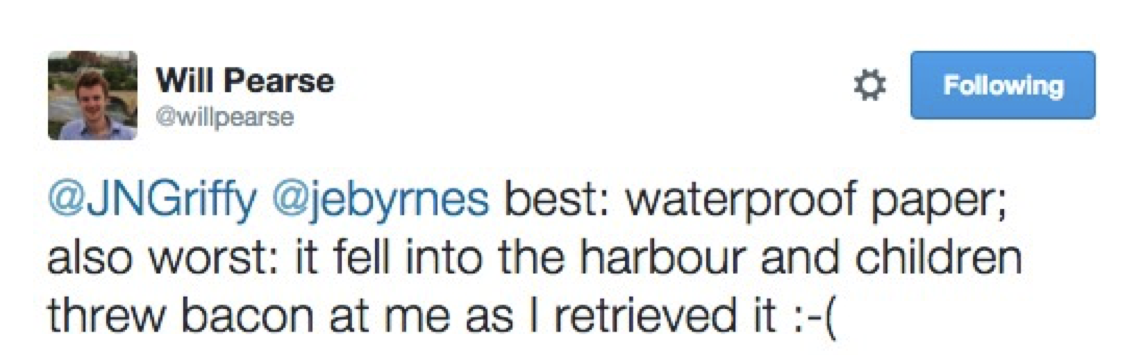 Will Pearse
@willpearse
Following
@JNGriffy @jebyrnes best: waterproof paper;
also worst: it fell into the harbour and children
threw bacon at me as I retrieved it :-(